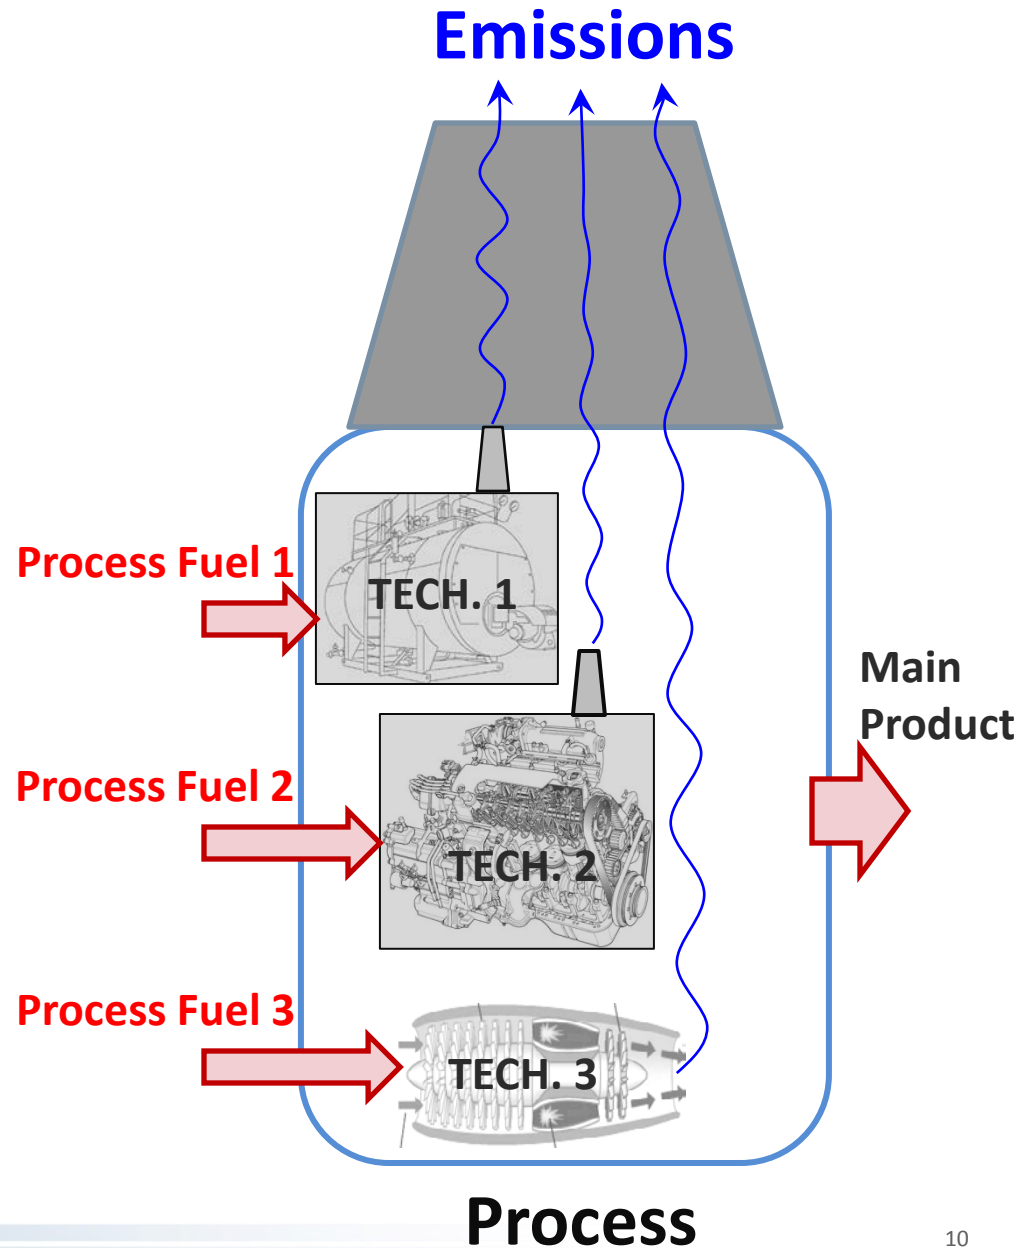 Emissions
Process Fuel 1
TECH. 1
Main
Product
Process Fuel 2
TECH. 2
Process Fuel 3
TECH. 3
Process
10